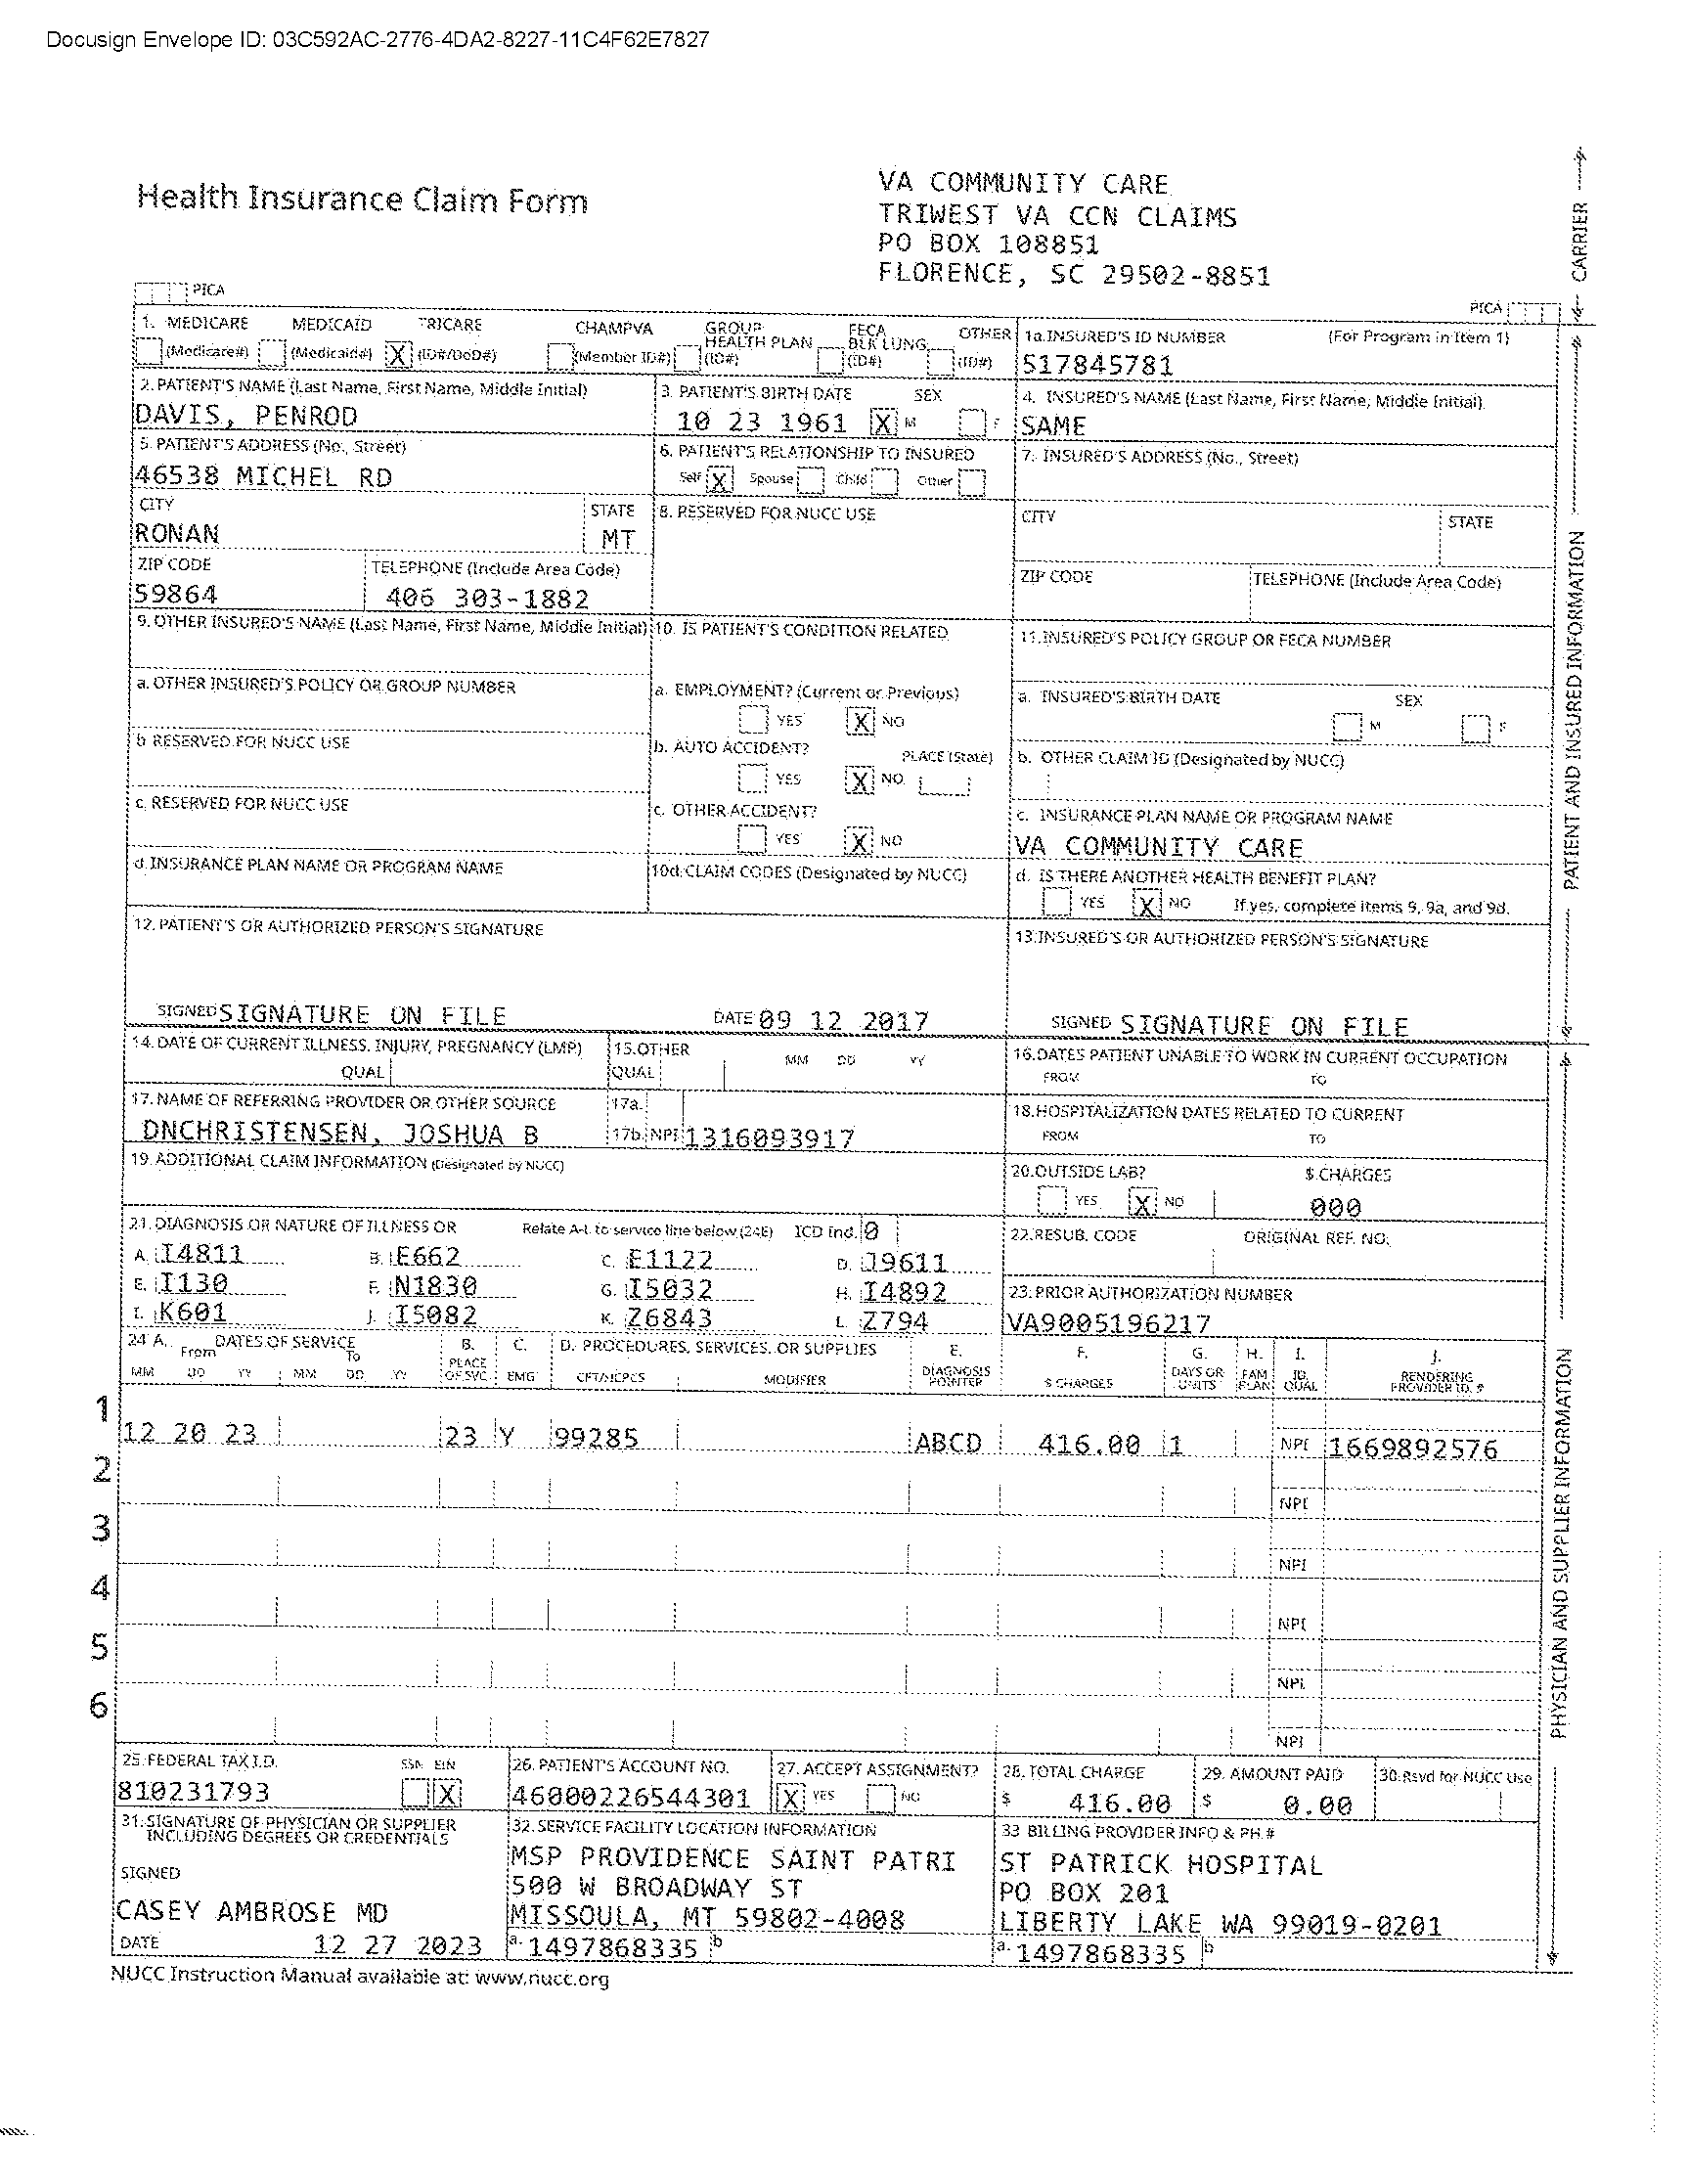 Docusign Envelope ID: 03C592AC-2776-4DA2-8227-11C4F62E7827
Health Insurance Claim Form
VA COMMUNITY CARE
TRIWEST VA CCN CLAIMS
PO BOX 108851
FLORENCE, SC 29502-8851
CARRIER
PICA PICA
1. MEDICARE MEDICAID TRICARE CHAMPVA GROUP HEALTH PLAN FECA BLK LUNG OTHER 1a.INSURED'S ID NUMBER (For Program in Item 1)
(Medicare#) (Medicaid#) X (ID#/DoD#) (Member ID#) (ID#) (ID#) (ID#) 517845781
2. PATIENT'S NAME (Last Name, First Name, Middle Initial) 3. PATIENT'S BIRTH DATE SEX 4. INSURED'S NAME (Last Name, First Name, Middle Initial)
DAVIS, PENROD 10 23 1961 X M F SAME
5. PATIENT'S ADDRESS (No., Street) 6. PATIENT'S RELATIONSHIP TO INSURED 7. INSURED'S ADDRESS (No., Street)
46538 MICHEL RD Self X Spouse Child Other
CITY STATE 8. RESERVED FOR NUCC USE CITY STATE
RONAN MT
ZIP CODE TELEPHONE (Include Area Code) ZIP CODE TELEPHONE (Include Area Code)
59864 406 303-1882
9. OTHER INSURED'S NAME (Last Name, First Name, Middle Initial) 10. IS PATIENT'S CONDITION RELATED 11.INSURED'S POLICY GROUP OR FECA NUMBER
a. OTHER INSURED'S POLICY OR GROUP NUMBER a. EMPLOYMENT? (Current or Previous) a. INSURED'S BIRTH DATE SEX
YES X NO M F
b RESERVED FOR NUCC USE b. AUTO ACCIDENT? PLACE (State) b. OTHER CLAIM ID (Designated by NUCC)
YES X NO
c. RESERVED FOR NUCC USE c. OTHER ACCIDENT? c. INSURANCE PLAN NAME OR PROGRAM NAME
YES X NO VA COMMUNITY CARE
d.INSURANCE PLAN NAME OR PROGRAM NAME 10d.CLAIM CODES (Designated by NUCC) d. IS THERE ANOTHER HEALTH BENEFIT PLAN?
YES X NO If yes, complete items 9, 9a, and 9d.
PATIENT AND INSURED INFORMATION
12. PATIENT'S OR AUTHORIZED PERSON'S SIGNATURE 13.INSURED'S OR AUTHORIZED PERSON'S SIGNATURE
SIGNED SIGNATURE ON FILE DATE 09 12 2017 SIGNED SIGNATURE ON FILE
14. DATE OF CURRENT ILLNESS, INJURY, PREGNANCY (LMP) 15.OTHER MM DD YY 16.DATES PATIENT UNABLE TO WORK IN CURRENT OCCUPATION
QUAL QUAL FROM TO
17. NAME OF REFERRING PROVIDER OR OTHER SOURCE 17a. 18.HOSPITALIZATION DATES RELATED TO CURRENT
DNCHRISTENSEN, JOSHUA B 17b. NPI 1316093917 FROM TO
19. ADDITIONAL CLAIM INFORMATION (Designated by NUCC) 20.OUTSIDE LAB? $ CHARGES
YES X NO 000
21. DIAGNOSIS OR NATURE OF ILLNESS OR Relate A-L to service line below (24E) ICD Ind. 0 22.RESUB. CODE ORIGINAL REF. NO.
A. I4811 B. E662 C. E1122 D. J9611
E. I130 F. N1830 G. I5032 H. I4892 23. PRIOR AUTHORIZATION NUMBER
I. K601 J. I5082 K. Z6843 L. Z794 VA9005196217
24 A. DATES OF SERVICE B. C. D. PROCEDURES, SERVICES, OR SUPPLIES E. F. G. H. I. J.
From To PLACE OF SVC EMG CPT/HCPCS MODIFIER DIAGNOSIS POINTER $ CHARGES DAYS OR UNITS FAM PLAN ID. QUAL RENDERING PROVIDER ID. #
MM DD YY MM DD YY
1
12 20 23 23 Y 99285 ABCD 416.00 1 NPI 1669892576
2
NPI
3
NPI
4
NPI
5
NPI
6
NPI
PHYSICIAN AND SUPPLIER INFORMATION
25. FEDERAL TAX I.D. SSN EIN 26. PATIENT'S ACCOUNT NO. 27. ACCEPT ASSIGNMENT? 28. TOTAL CHARGE 29. AMOUNT PAID 30.Rsvd for NUCC Use
810231793 X 46000226544301 X YES NO $ 416.00 $ 0.00
31.SIGNATURE OF PHYSICIAN OR SUPPLIER INCLUDING DEGREES OR CREDENTIALS 32.SERVICE FACILITY LOCATION INFORMATION 33 BILLING PROVIDER INFO & PH.#
MSP PROVIDENCE SAINT PATRI ST PATRICK HOSPITAL
SIGNED 500 W BROADWAY ST PO BOX 201
CASEY AMBROSE MD MISSOULA, MT 59802-4008 LIBERTY LAKE WA 99019-0201
DATE 12 27 2023 a. 1497868335 b a. 1497868335 b
NUCC Instruction Manual available at: www.nucc.org